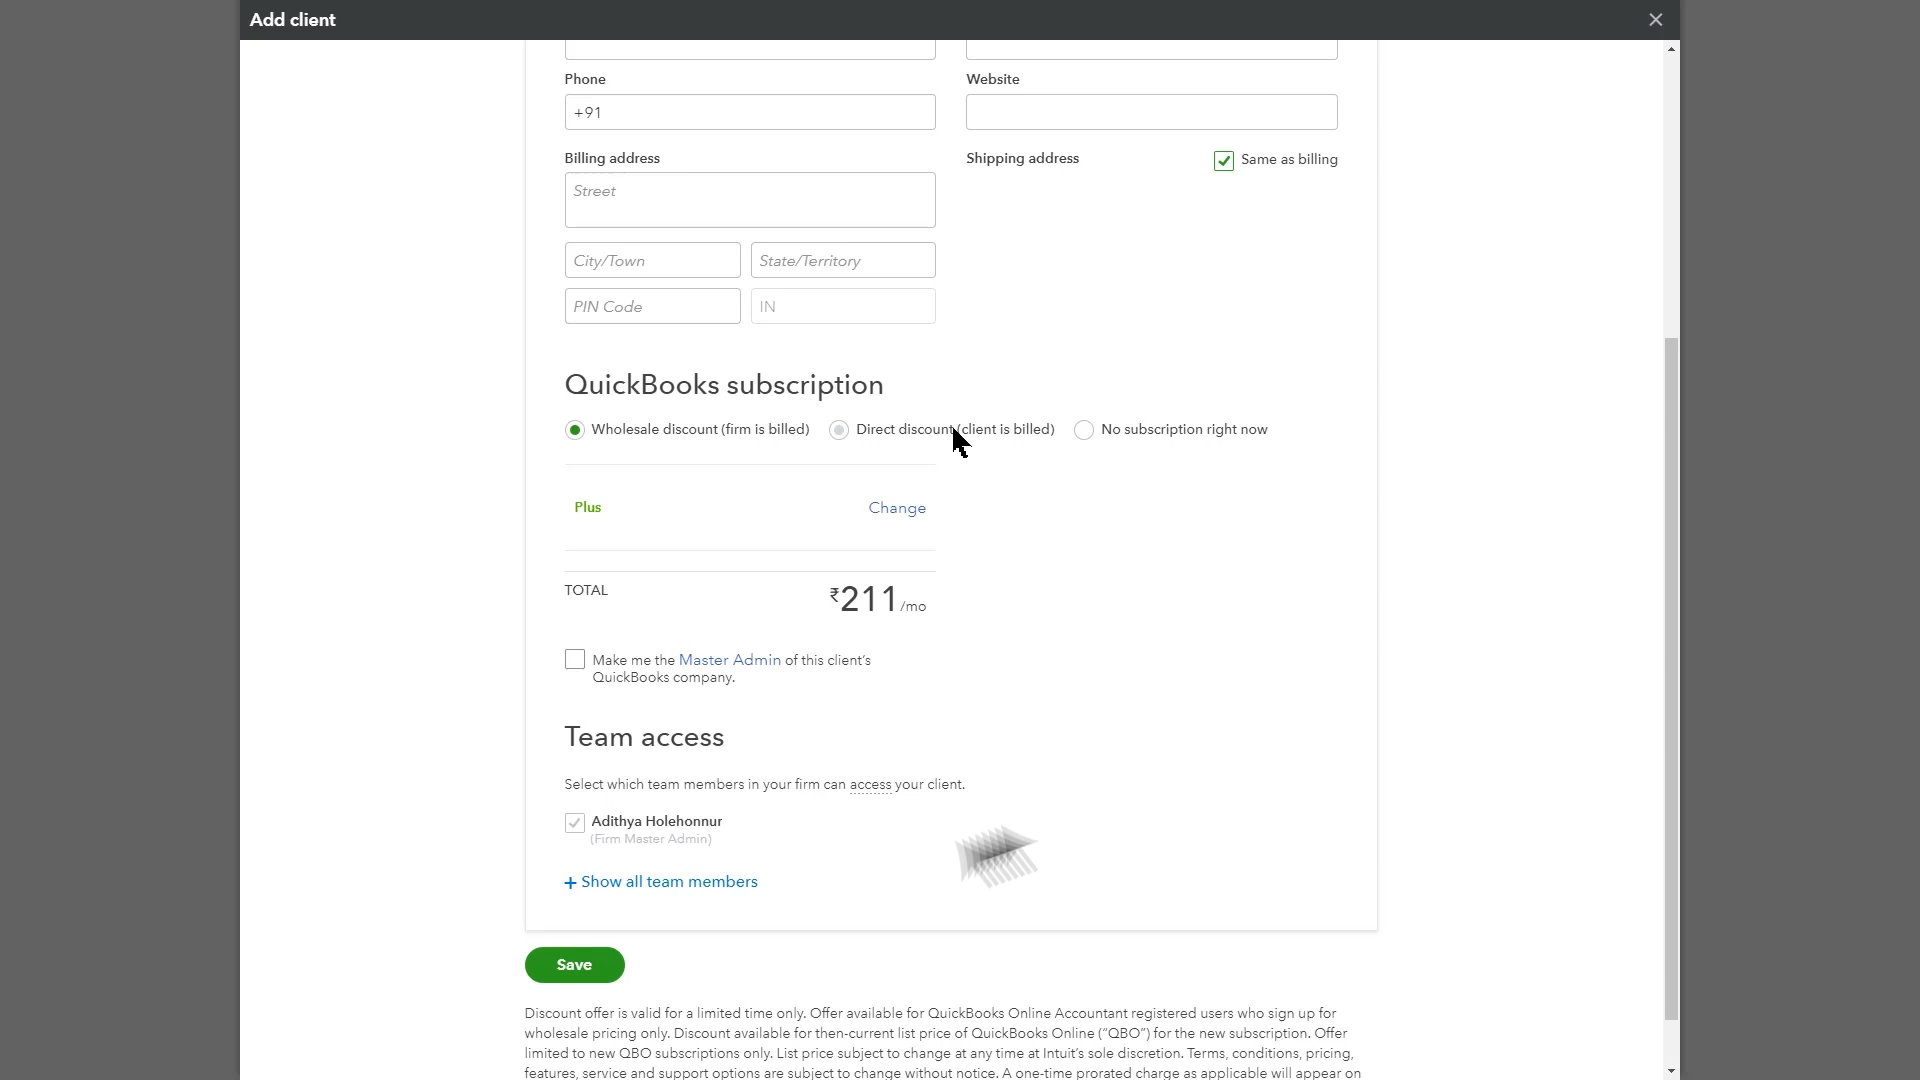 Add client
Phone
Website
+91
Billing address
Shipping address
Same as billing
Street
City/Town
State/Territory
PIN Code
IN
QuickBooks subscription
Wholesale discount (firm is billed)
Direct discount (client is billed)
No subscription right now
Plus
Change
TOTAL
₹211/mo
Make me the Master Admin of this client's
QuickBooks company.
Team access
Select which team members in your firm can access your client.
Adithya Holehonnur
(Firm Master Admin)
+ Show all team members
Save
Discount offer is valid for a limited time only. Offer available for QuickBooks Online Accountant registered users who sign up for
wholesale pricing only. Discount available for then-current list price of QuickBooks Online ("QBO") for the new subscription. Offer
limited to new QBO subscriptions only. List price subject to change at any time at Intuit's sole discretion. Terms, conditions, pricing,
features, service and support options are subject to change without notice. A one-time prorated charge as applicable will appear on